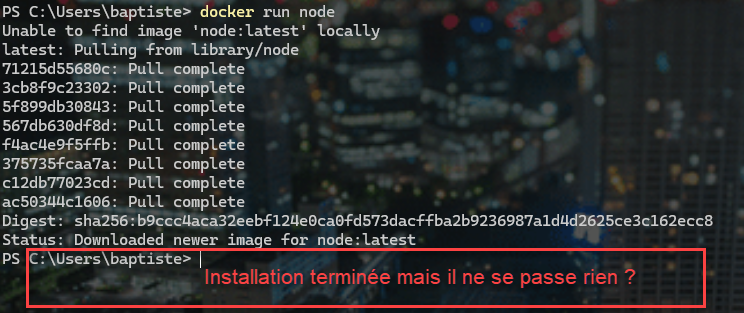 PS C:\Users\baptiste> docker run node
Unable to find image 'node:latest' locally
latest: Pulling from library/node
71215d55680c: Pull complete
3cb8f9c23302: Pull complete
5f899db30843: Pull complete
567db630df8d: Pull complete
f4ac4e9f5ffb: Pull complete
375735fcaa7a: Pull complete
c12db77023cd: Pull complete
ac50344c1606: Pull complete
Digest: sha256:b9ccc4aca32eebf124e0ca0fd573dacffba2b9236987a1d4d2625ce3c162ecc8
Status: Downloaded newer image for node:latest
PS C:\Users\baptiste>
Installation terminée mais il ne se passe rien ?